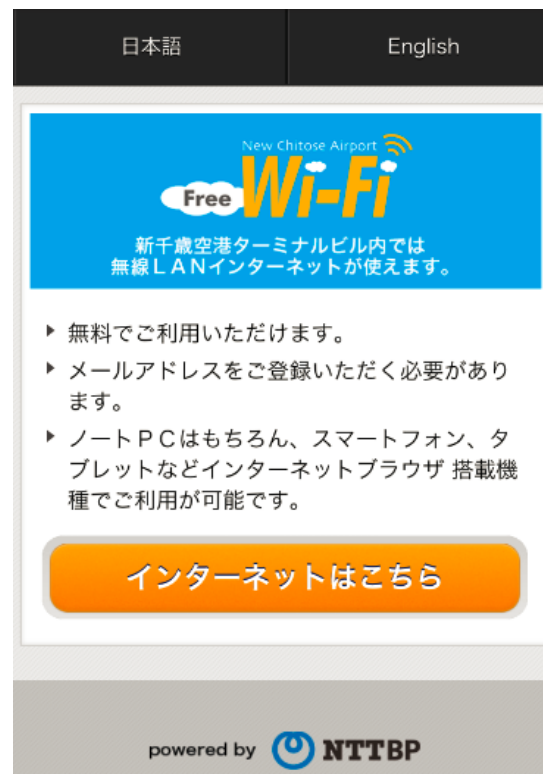 日本語
English
New Chitose Airport
Free Wi-Fi
新千歳空港ターミナルビル内では
無線ＬＡＮインターネットが使えます。
無料でご利用いただけます。
メールアドレスをご登録いただく必要があり
ます。
ノートＰＣはもちろん、スマートフォン、タ
ブレットなどインターネットブラウザ 搭載機
種でご利用が可能です。
インターネットはこちら
powered by NTTBP